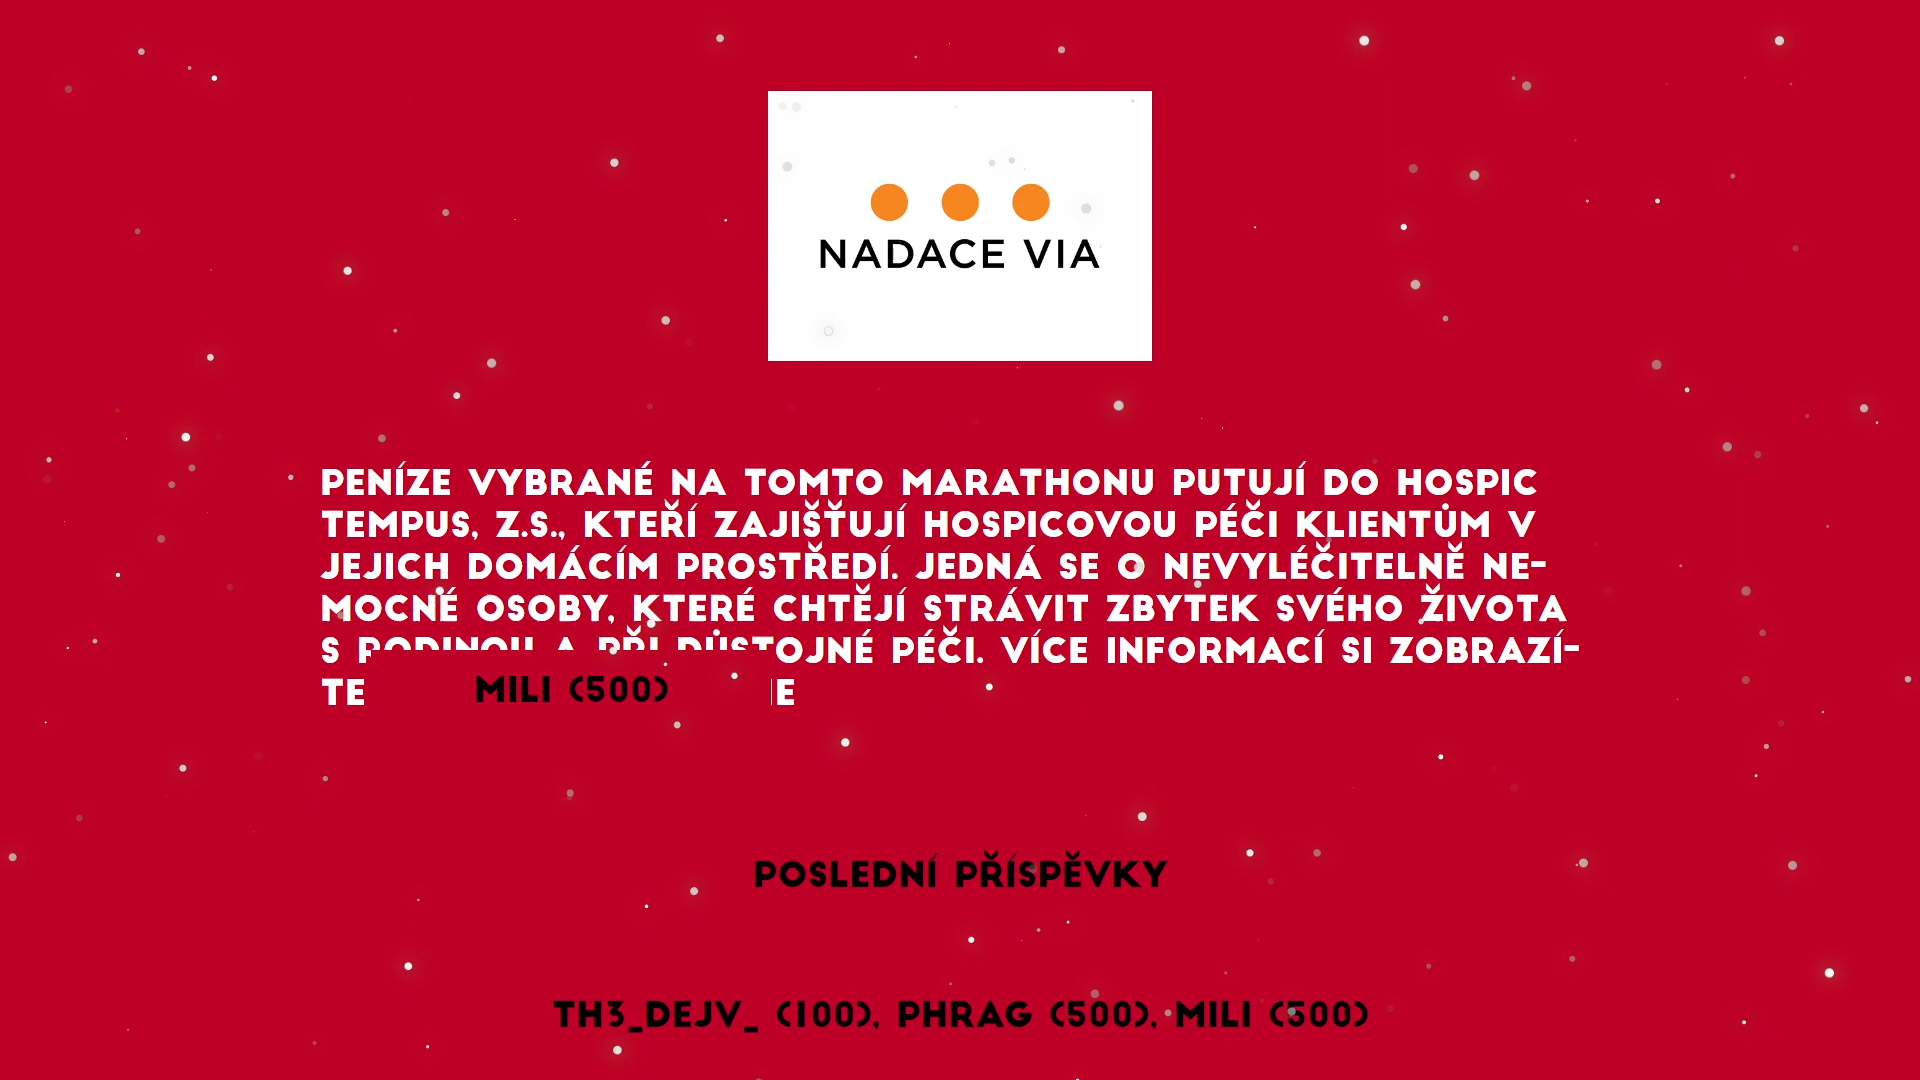 NADACE VIA
PENÍZE VYBRANÉ NA TOMTO MARATHONU PUTUJÍ DO HOSPIC
TEMPUS, Z.S., KTEŘÍ ZAJIŠŤUJÍ HOSPICOVOU PÉČI KLIENTŮM V
JEJICH DOMÁCÍM PROSTŘEDÍ. JEDNÁ SE O NEVYLÉČITELNĚ NE-
MOCNÉ OSOBY, KTERÉ CHTĚJÍ STRÁVIT ZBYTEK SVÉHO ŽIVOTA
S RODINOU A PŘI DŮSTOJNÉ PÉČI. VÍCE INFORMACÍ SI ZOBRAZÍ-
TE
MILI (500)
POSLEDNÍ PŘÍSPĚVKY
TH3_DEJV_ (100), PHRAG (500), MILI (500)